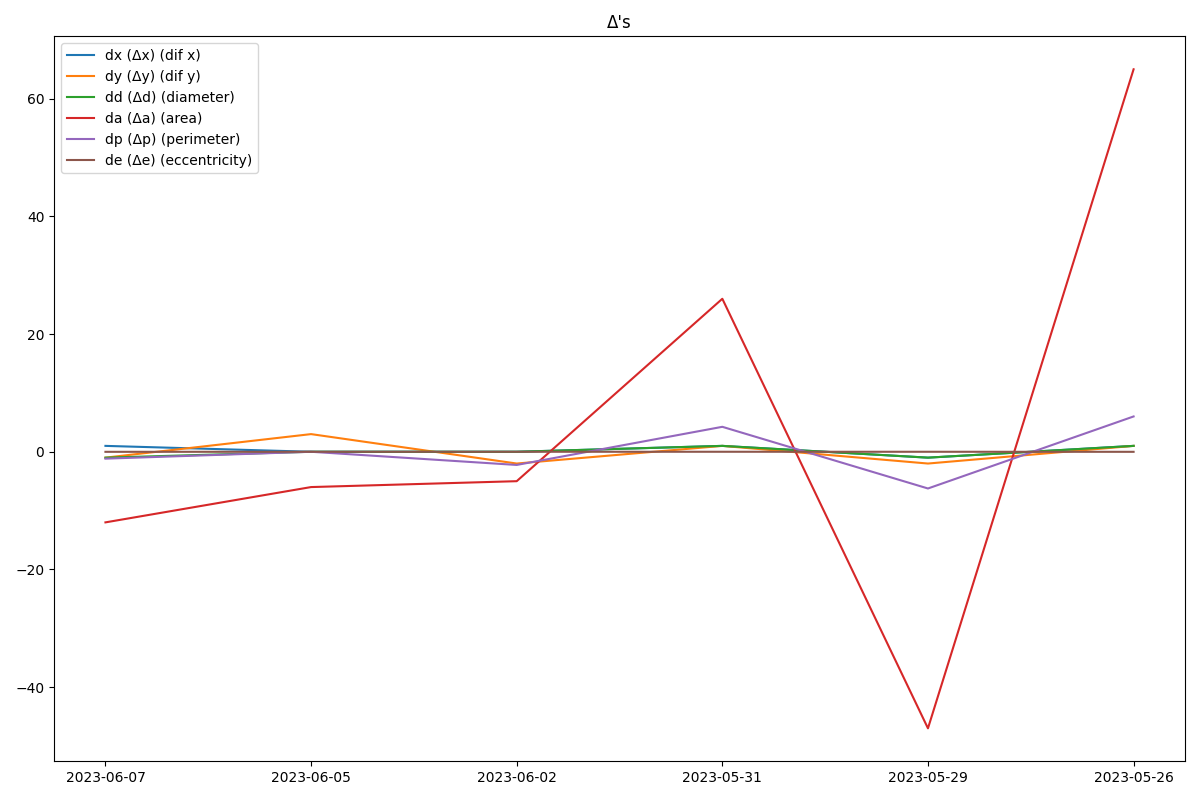 Δ's
dx (Δx) (dif x)
dy (Δy) (dif y)
dd (Δd) (diameter)
da (Δa) (area)
dp (Δp) (perimeter)
de (Δe) (eccentricity)
60
40
20
0
−20
−40
2023-06-07 2023-06-05 2023-06-02 2023-05-31 2023-05-29 2023-05-26